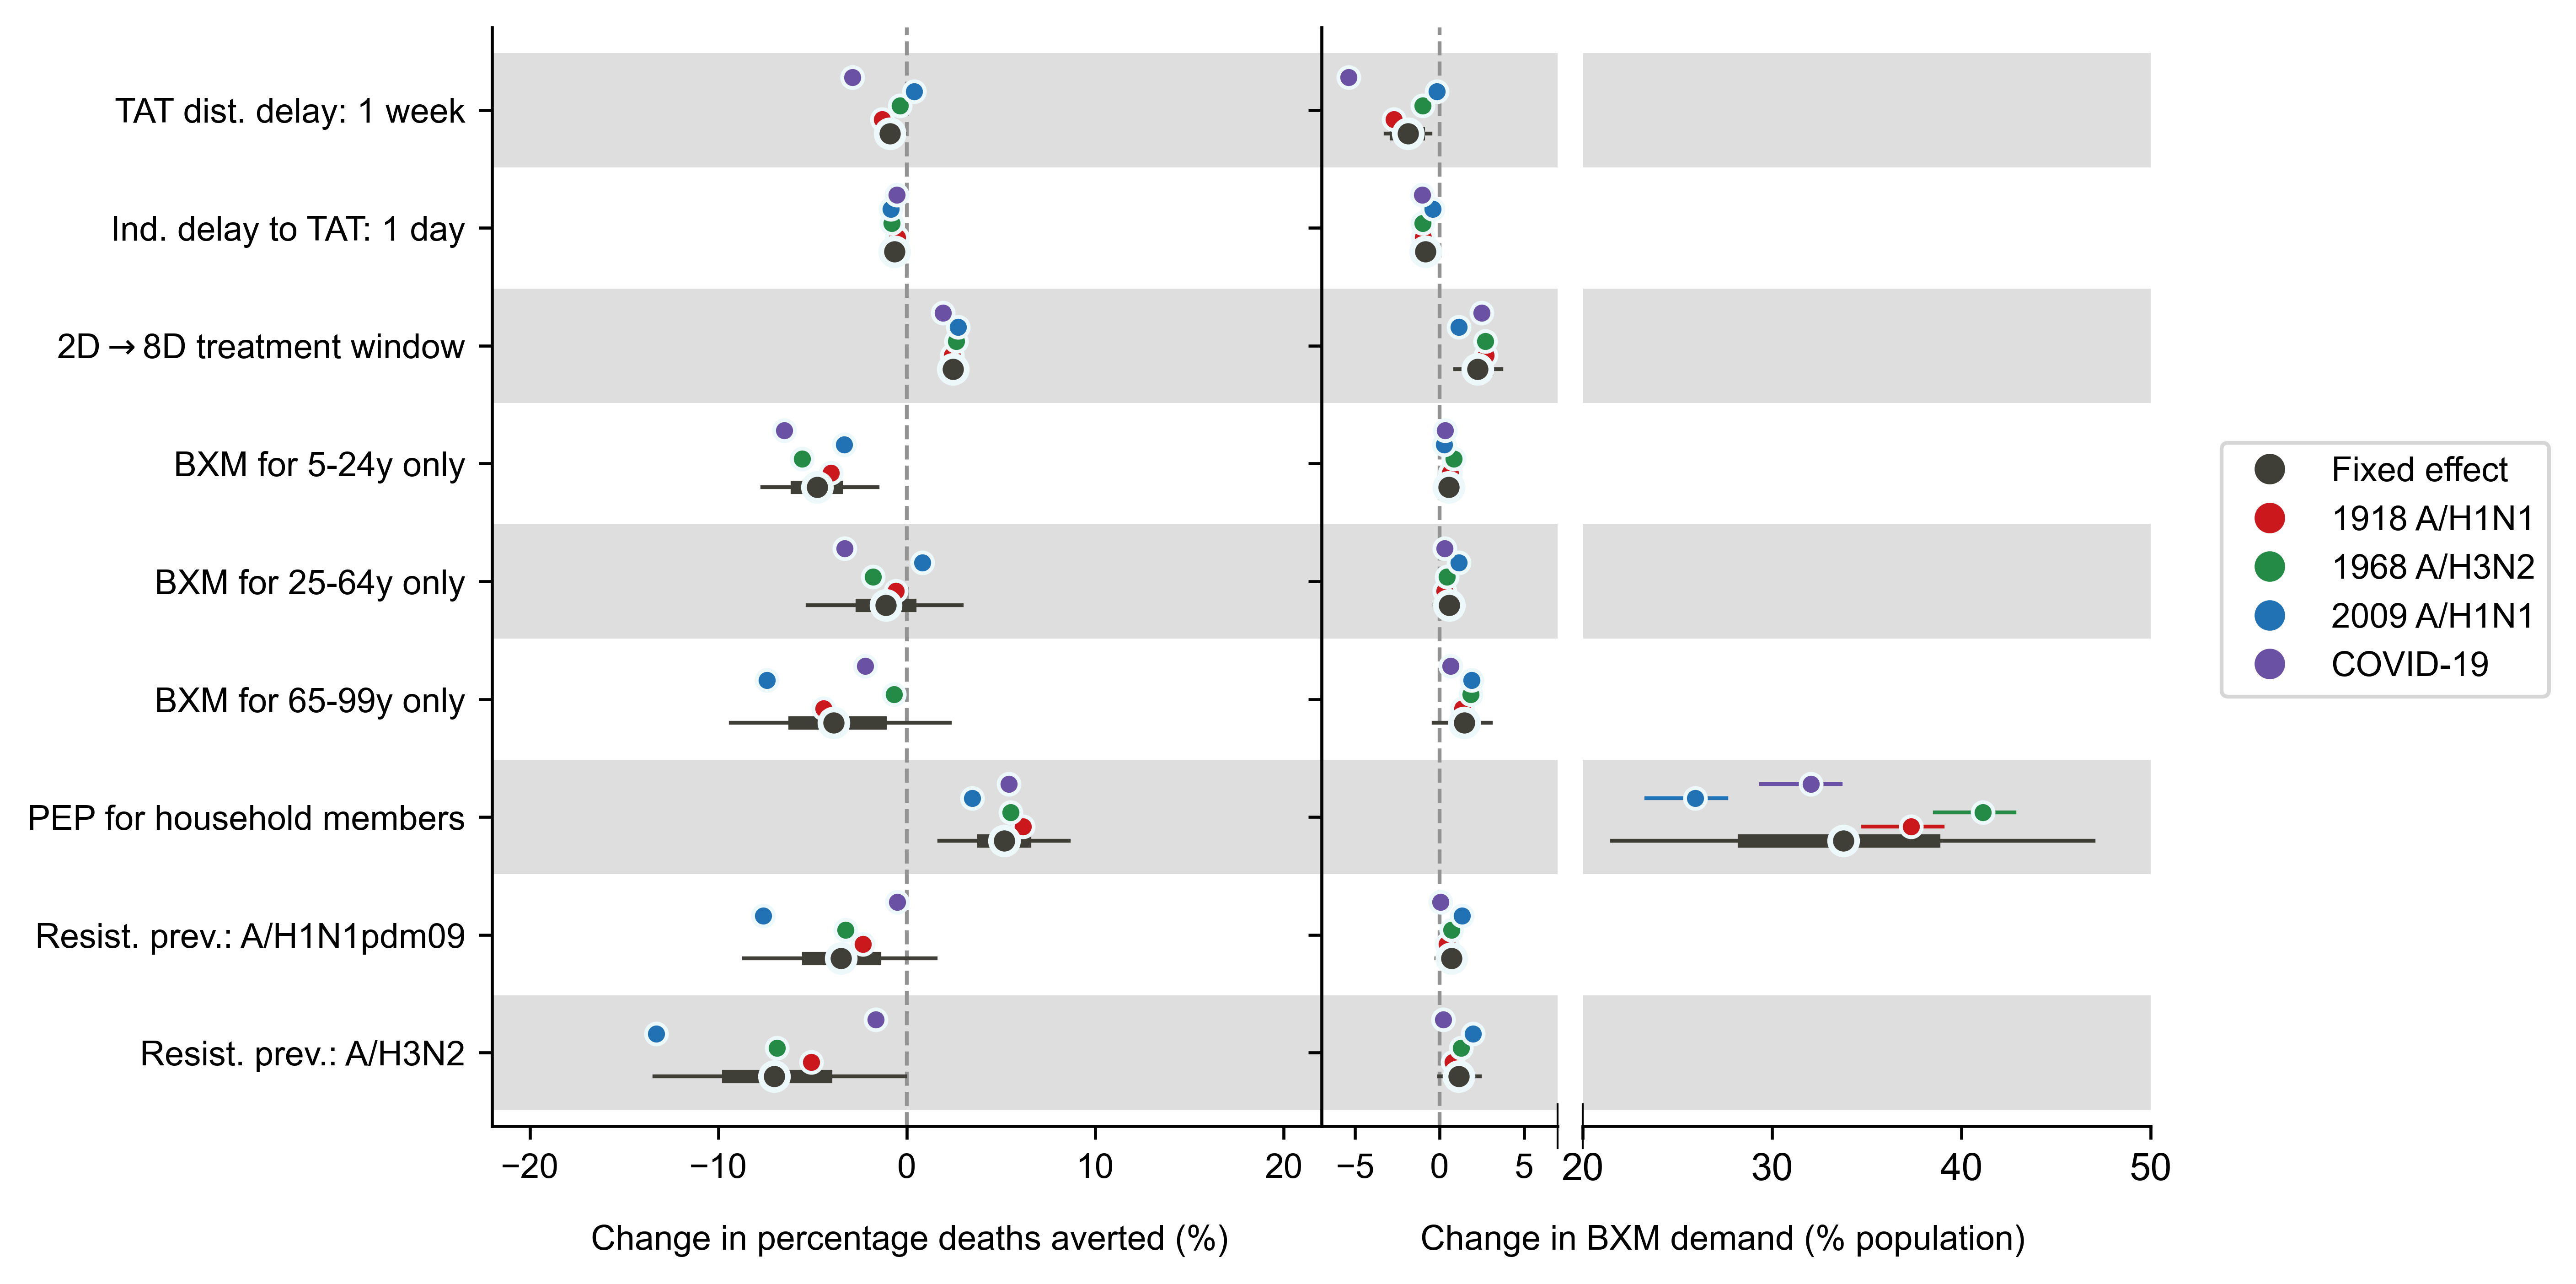 TAT dist. delay: 1 week
Ind. delay to TAT: 1 day
2D→8D treatment window
BXM for 5-24y only
BXM for 25-64y only
BXM for 65-99y only
PEP for household members
Resist. prev.: A/H1N1pdm09
Resist. prev.: A/H3N2
−20 −10 0 10 20
−5 0 5 20 30 40 50
Change in percentage deaths averted (%)
Change in BXM demand (% population)
Fixed effect
1918 A/H1N1
1968 A/H3N2
2009 A/H1N1
COVID-19